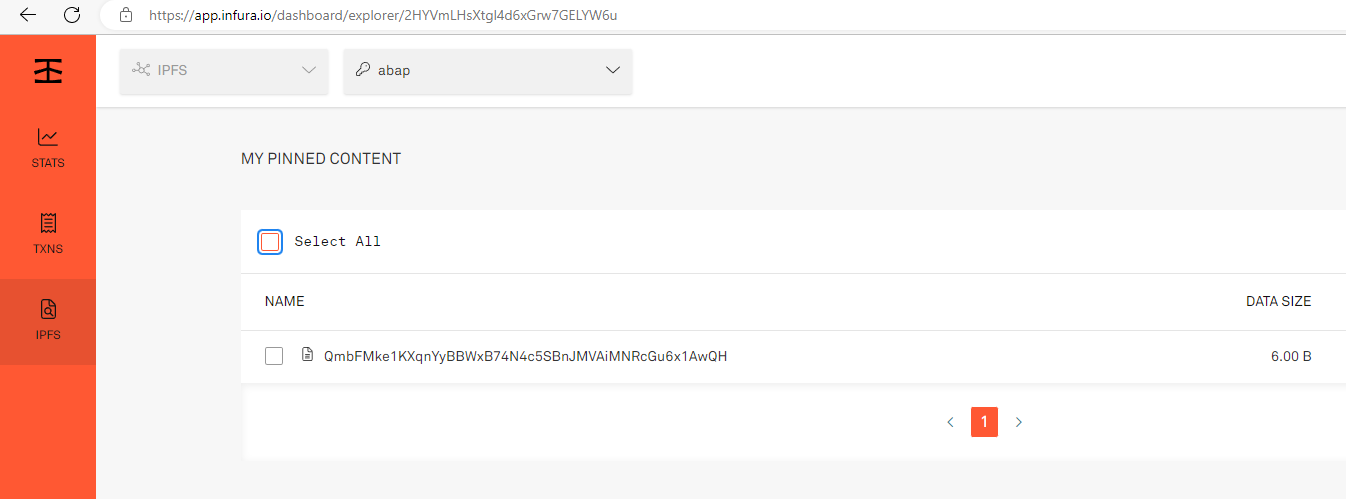 https://app.infura.io/dashboard/explorer/2HYVmLHsXtgl4d6xGrw7GELYW6u
IPFS
abap
STATS
TXNS
IPFS
MY PINNED CONTENT
Select All
NAME DATA SIZE
QmbFMke1KXqnYyBBWxB74N4c5SBnJMVAiMNRcGu6x1AwQH 6.00 B
1